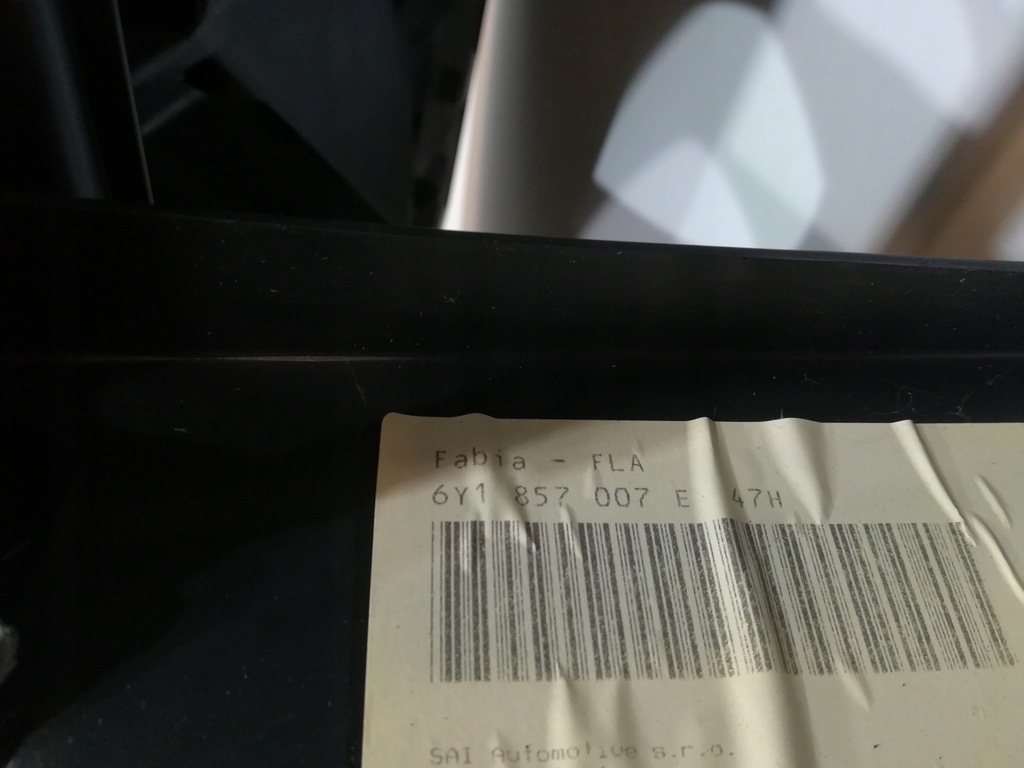 Fabia - FLA
6Y1 857 007 E 47H
SAI Automotive s.r.o.